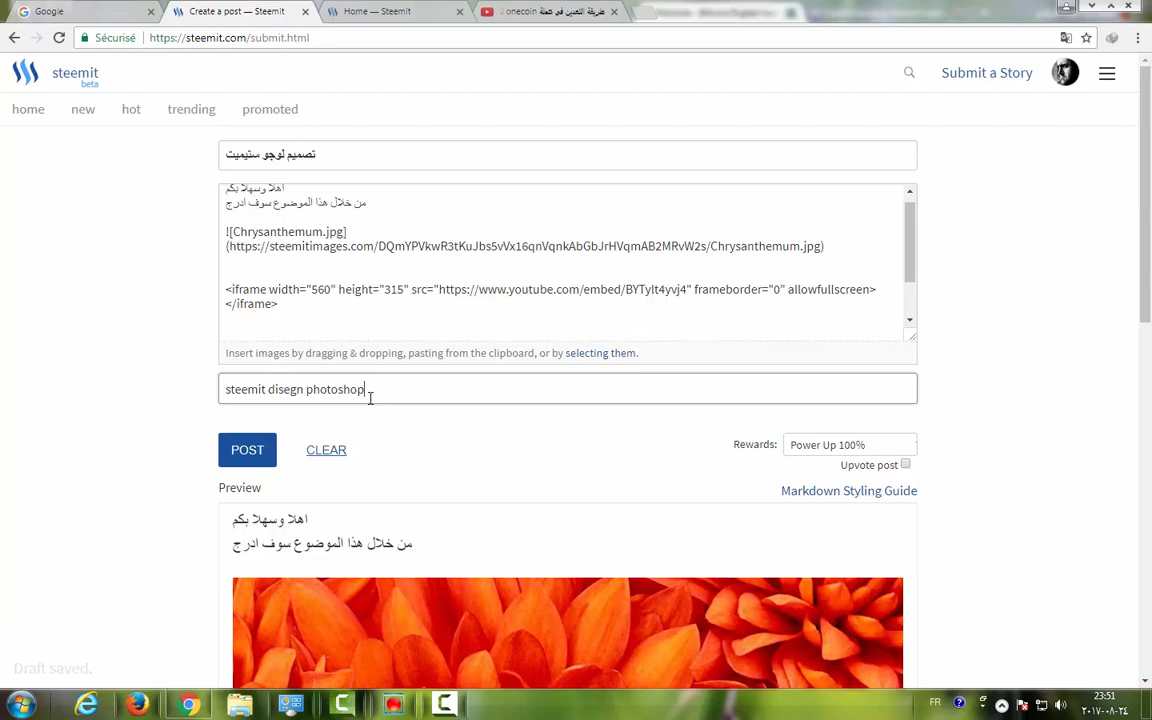 Google
Create a post — Steemit
Home — Steemit
طريقة التعدين في عملة onecoin
Sécurisé
https://steemit.com/submit.html
steemit
beta
Submit a Story
home
new
hot
trending
promoted
تصميم لوجو ستيميت
اهلا وسهلا بكم
من خلال هذا الموضوع سوف ادرج
![Chrysanthemum.jpg]
(https://steemitimages.com/DQmYPVkwR3tKuJbs5vVx16qnVqnkAbGbJrHVqmAB2MRvW2s/Chrysanthemum.jpg)
<iframe width="560" height="315" src="https://www.youtube.com/embed/BYTyIt4yvj4" frameborder="0" allowfullscreen>
</iframe>
Insert images by dragging & dropping, pasting from the clipboard, or by selecting them.
steemit disegn photoshop
POST
CLEAR
Rewards:
Power Up 100%
Upvote post
Preview
Markdown Styling Guide
اهلا وسهلا بكم
من خلال هذا الموضوع سوف ادرج
Draft saved.
FR
23:51
٢٠١٧-٠٨-٢٤